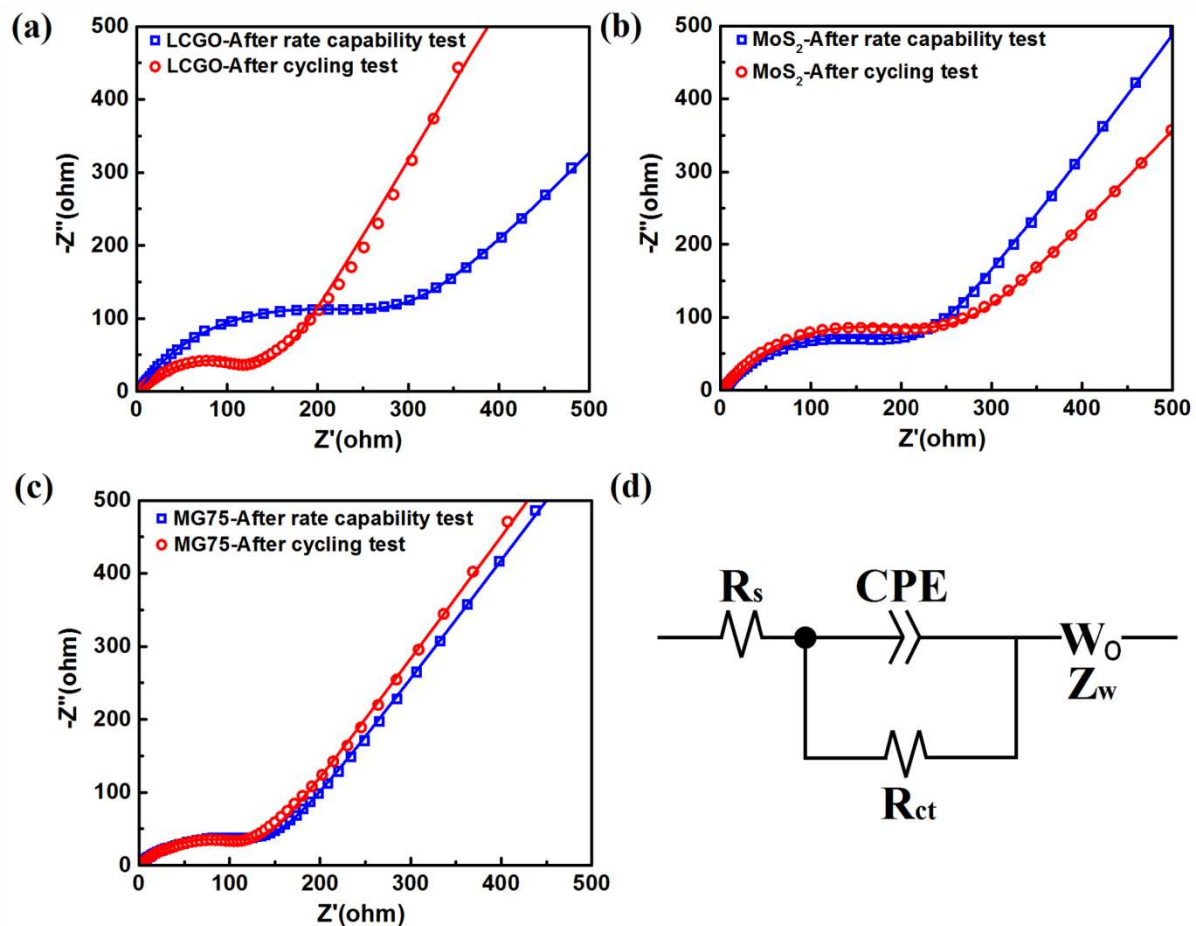 (a)
500
400
300
200
100
0
-Z"(ohm)
LCGO-After rate capability test
LCGO-After cycling test
0 100 200 300 400 500
Z'(ohm)
(b)
500
400
300
200
100
0
-Z"(ohm)
MoS₂-After rate capability test
MoS₂-After cycling test
0 100 200 300 400 500
Z'(ohm)
(c)
500
400
300
200
100
0
-Z"(ohm)
MG75-After rate capability test
MG75-After cycling test
0 100 200 300 400 500
Z'(ohm)
(d)
Rs
CPE
Wo
Zw
Rct